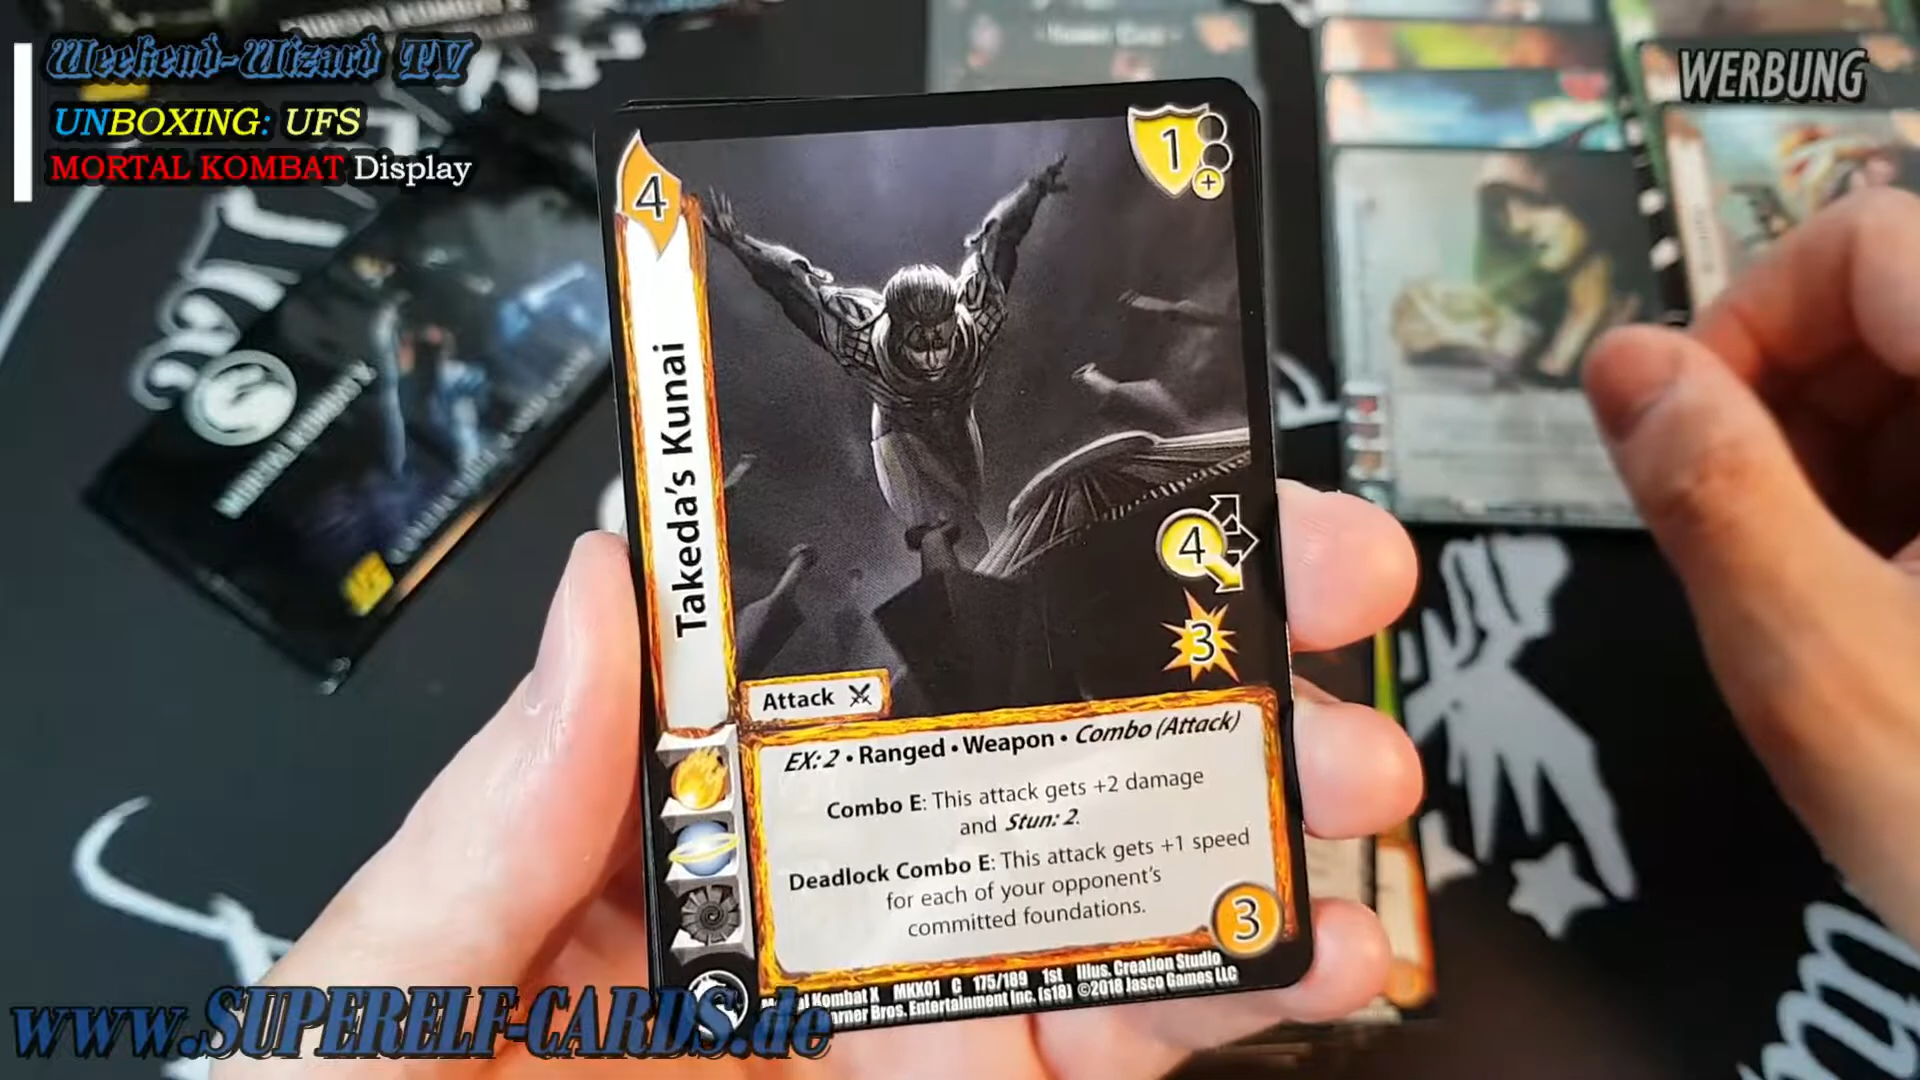 Weekend-Wizard TV
UNBOXING: UFS
MORTAL KOMBAT Display
WERBUNG
4
1
+
Takeda's Kunai
4
3
Attack
EX: 2 • Ranged • Weapon • Combo (Attack)
Combo E: This attack gets +2 damage
and Stun: 2.
Deadlock Combo E: This attack gets +1 speed
for each of your opponent's
committed foundations.
3
Kombat X MKX01 C 175/189 1st Illus. Creation Studio
Bros. Entertainment Inc. (s18) ©2018 Jasco Games LLC
MORTAL KOMBAT X
www.SUPERELF-CARDS.de